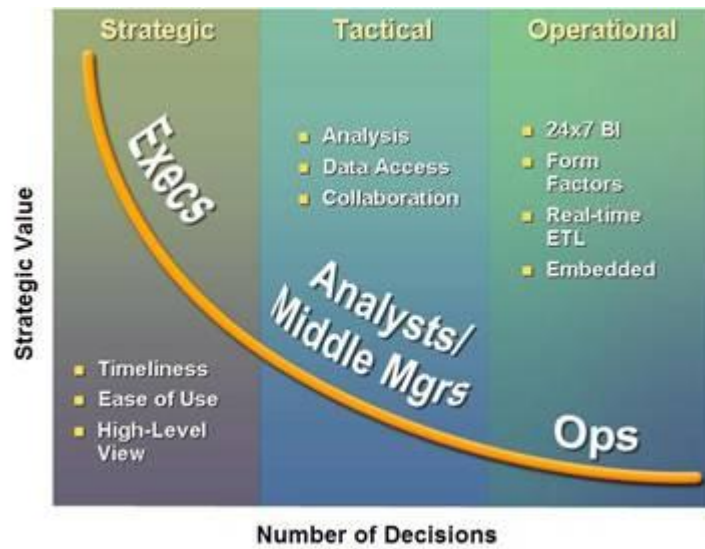 Strategic
Tactical
Operational
Execs
Analysis
Data Access
Collaboration
24x7 BI
Form
Factors
Real-time
ETL
Embedded
Strategic Value
Timeliness
Ease of Use
High-Level
View
Analysts/
Middle Mgrs
Ops
Number of Decisions